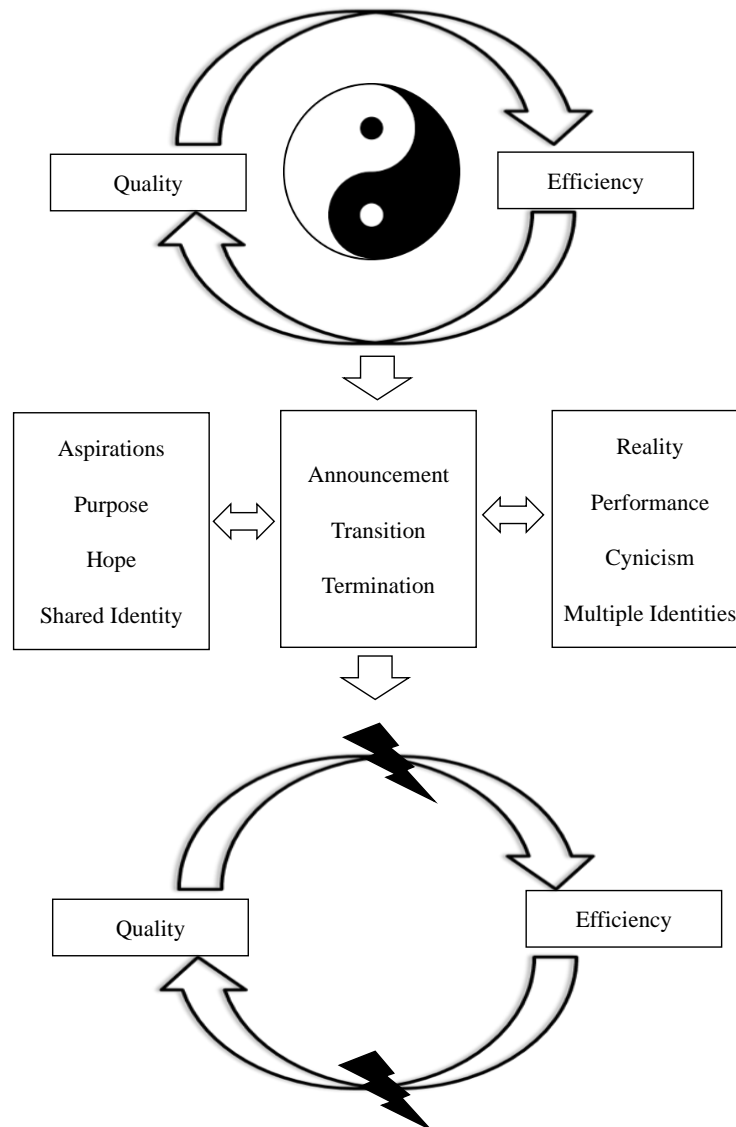 Quality
Efficiency
Aspirations
Purpose
Hope
Shared Identity
Announcement
Transition
Termination
Reality
Performance
Cynicism
Multiple Identities
Quality
Efficiency